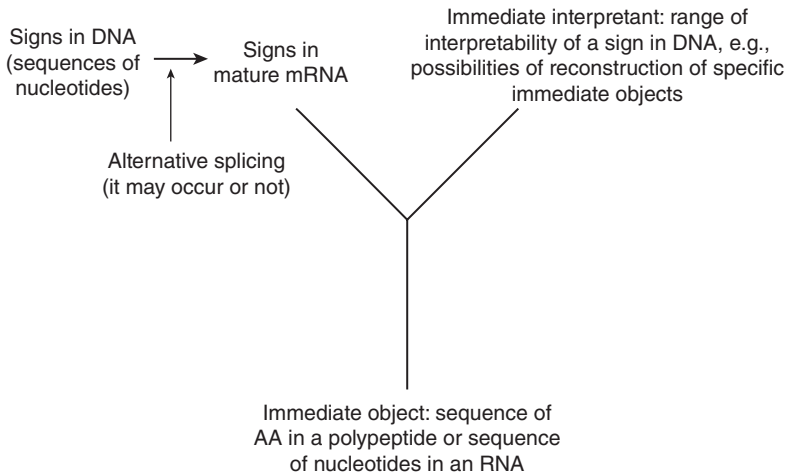 Signs in DNA
(sequences of
nucleotides)
Signs in
mature mRNA
Immediate interpretant: range of
interpretability of a sign in DNA, e.g.,
possibilities of reconstruction of specific
immediate objects
Alternative splicing
(it may occur or not)
Immediate object: sequence of
AA in a polypeptide or sequence
of nucleotides in an RNA